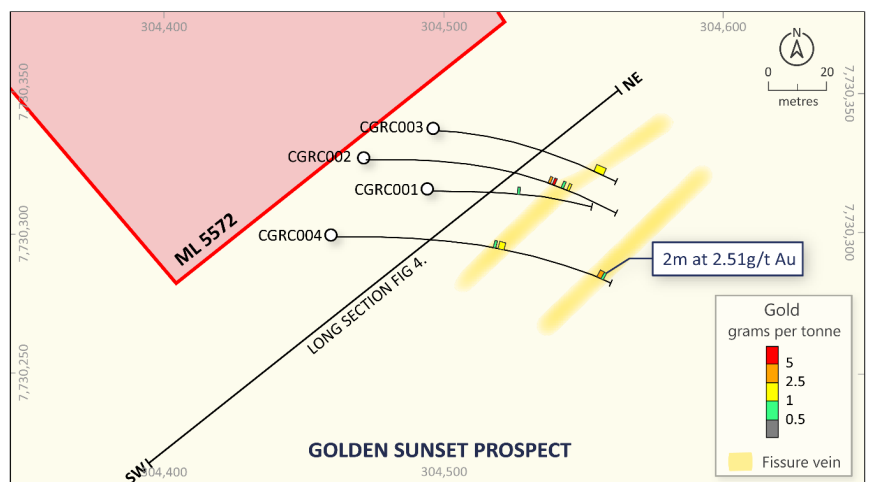 304,400
304,500
304,600
N
0 20
metres
7,730,350
7,730,350
NE
CGRC003
CGRC002
CGRC001
CGRC004
ML 5572
7,730,300
7,730,300
2m at 2.51g/t Au
LONG SECTION FIG 4.
Gold
grams per tonne
5
2.5
1
0.5
Fissure vein
7,730,250
GOLDEN SUNSET PROSPECT
SW
304,400
304,500